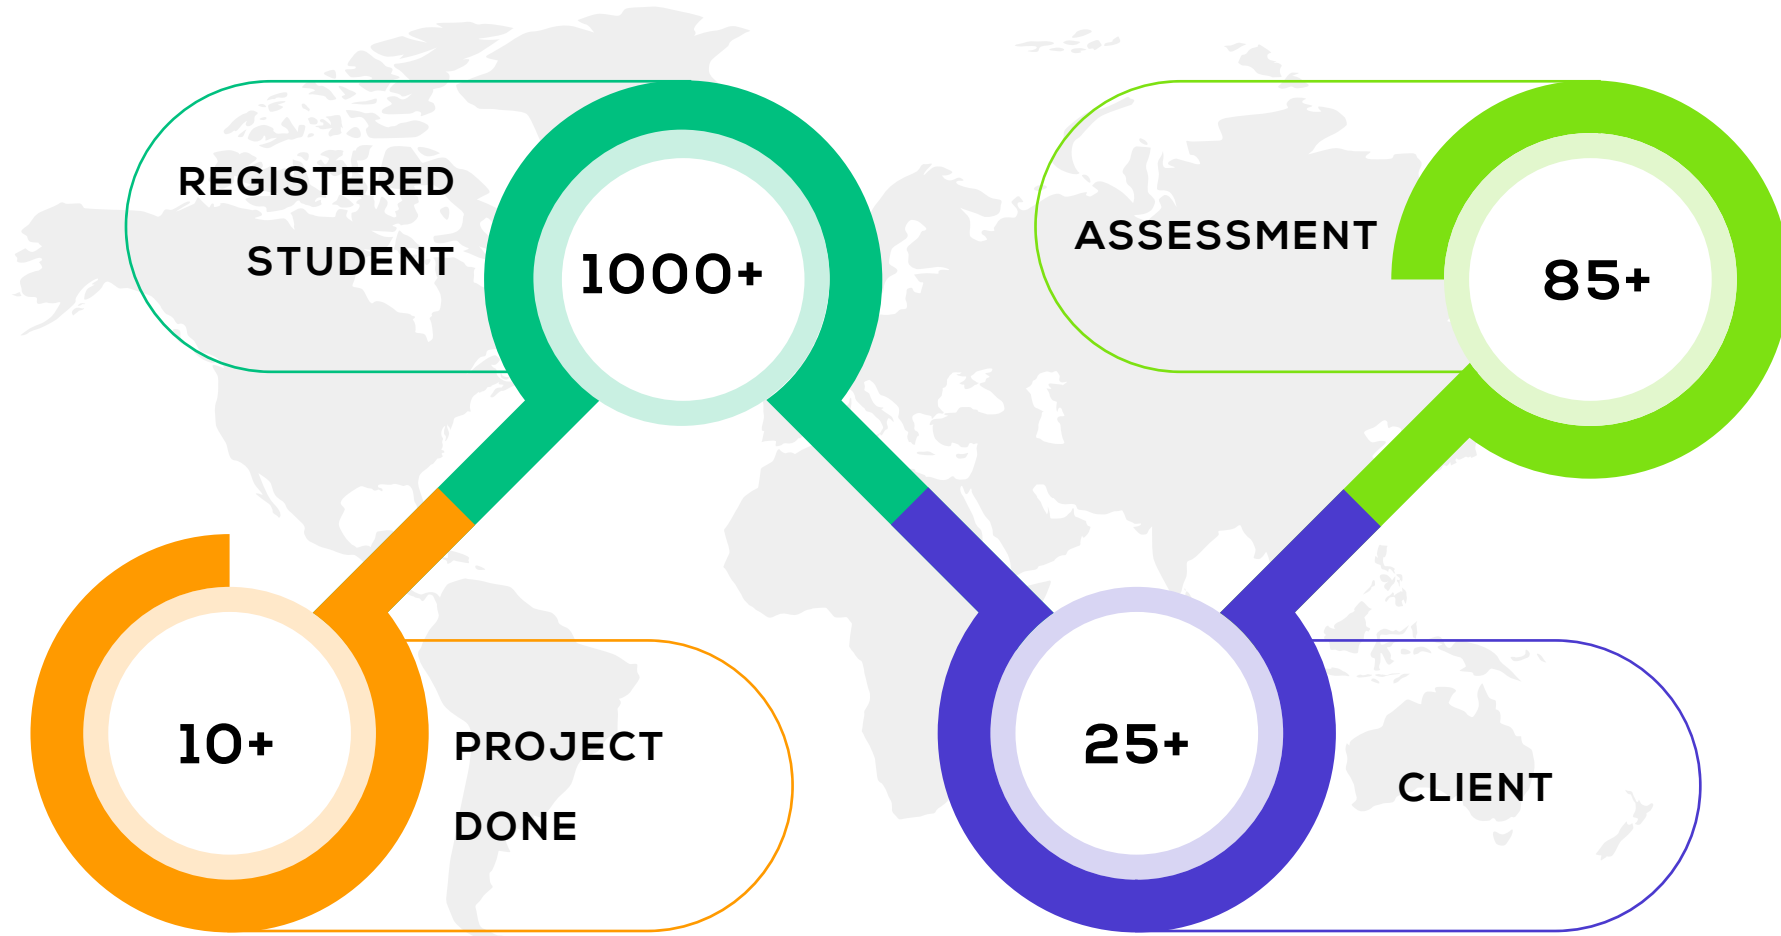 REGISTERED
STUDENT
1000+
ASSESSMENT
85+
10+
PROJECT
DONE
25+
CLIENT